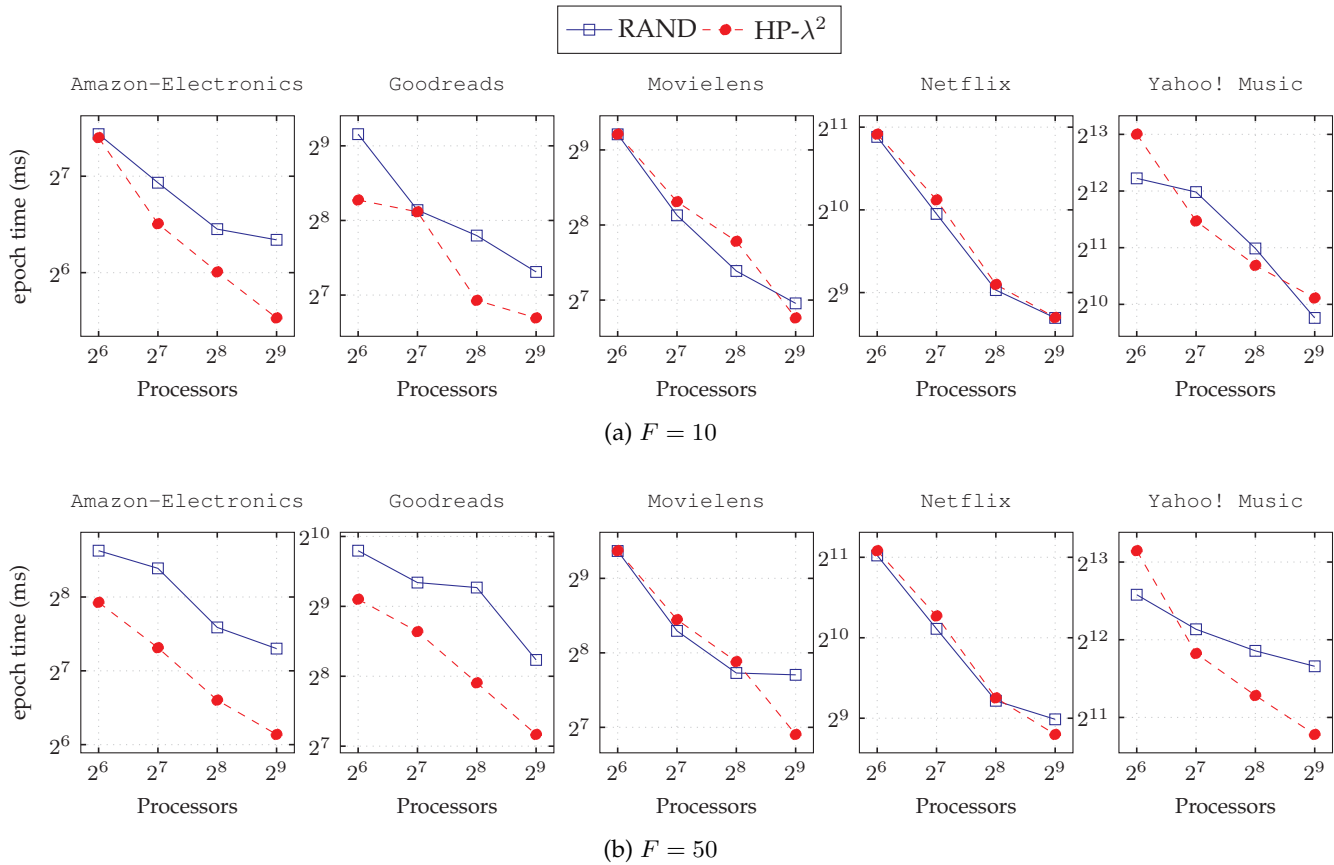 RAND HP-λ²
Amazon-Electronics Goodreads Movielens Netflix Yahoo! Music
epoch time (ms)
2⁷
2⁶
2⁹
2⁸
2⁷
2⁹
2⁸
2⁷
2¹¹
2¹⁰
2⁹
2¹³
2¹²
2¹¹
2¹⁰
2⁶ 2⁷ 2⁸ 2⁹ 2⁶ 2⁷ 2⁸ 2⁹ 2⁶ 2⁷ 2⁸ 2⁹ 2⁶ 2⁷ 2⁸ 2⁹ 2⁶ 2⁷ 2⁸ 2⁹
Processors Processors Processors Processors Processors
(a) F = 10
Amazon-Electronics Goodreads Movielens Netflix Yahoo! Music
epoch time (ms)
2⁸
2⁷
2⁶
2¹⁰
2⁹
2⁸
2⁷
2⁹
2⁸
2⁷
2¹¹
2¹⁰
2⁹
2¹³
2¹²
2¹¹
2⁶ 2⁷ 2⁸ 2⁹ 2⁶ 2⁷ 2⁸ 2⁹ 2⁶ 2⁷ 2⁸ 2⁹ 2⁶ 2⁷ 2⁸ 2⁹ 2⁶ 2⁷ 2⁸ 2⁹
Processors Processors Processors Processors Processors
(b) F = 50